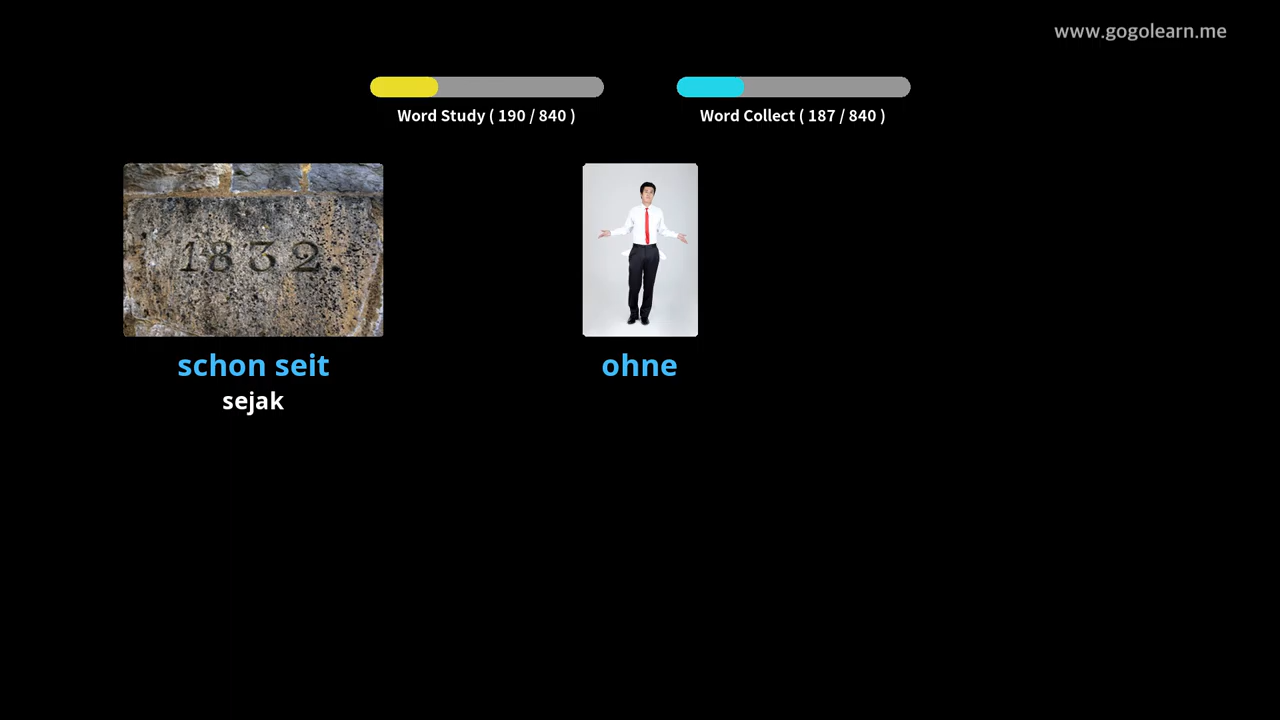 www.gogolearn.me
Word Study ( 190 / 840 )
Word Collect ( 187 / 840 )
1832.
schon seit
ohne
sejak